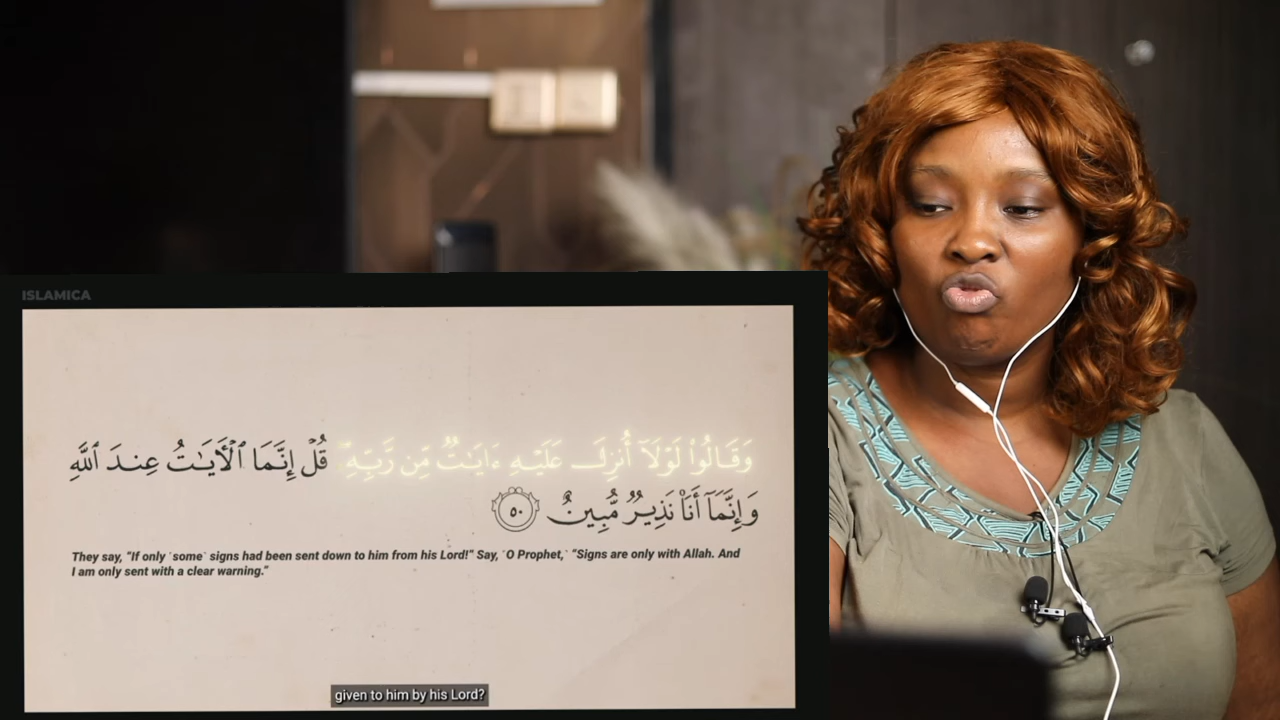 ISLAMICA
وَقَالُوا۟ لَوْلَآ أُنزِلَ عَلَيْهِ ءَايَـٰتٌ مِّن رَّبِّهِۦ ۖ قُلْ إِنَّمَا ٱلْـَٔايَـٰتُ عِندَ ٱللَّهِ
وَإِنَّمَآ أَنَا۠ نَذِيرٌ مُّبِينٌ ٥٠
They say, "If only ˹some˺ signs had been sent down to him from his Lord!" Say, ˹O Prophet,˺ "Signs are only with Allah. And
I am only sent with a clear warning."
given to him by his Lord?